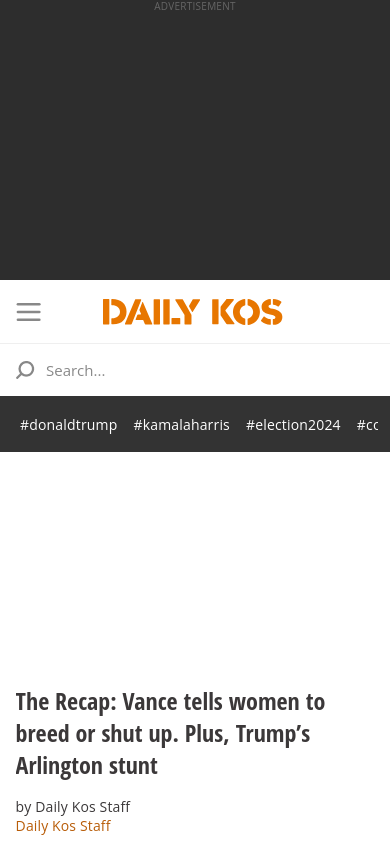 ADVERTISEMENT
DAILY KOS
Search...
#donaldtrump #kamalaharris #election2024
The Recap: Vance tells women to
breed or shut up. Plus, Trump’s
Arlington stunt
by Daily Kos Staff
Daily Kos Staff